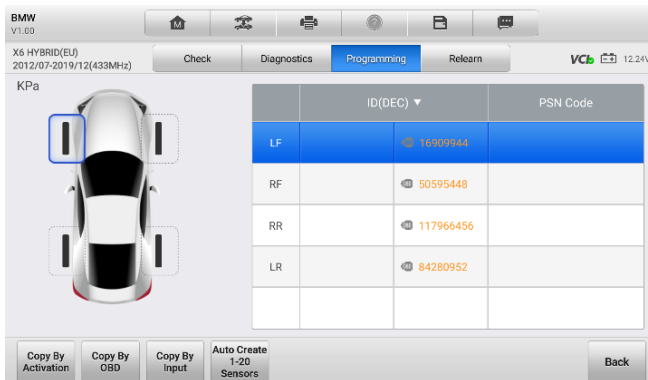 BMW
V1.00
X6 HYBRID(EU)
2012/07-2019/12(433MHz)
Check
Diagnostics
Programming
Relearn
VCI
12.24V
KPa
ID(DEC) ▼
PSN Code
LF
16909944
RF
50595448
RR
117966456
LR
84280952
Copy By
Activation
Copy By
OBD
Copy By
Input
Auto Create
1-20
Sensors
Back